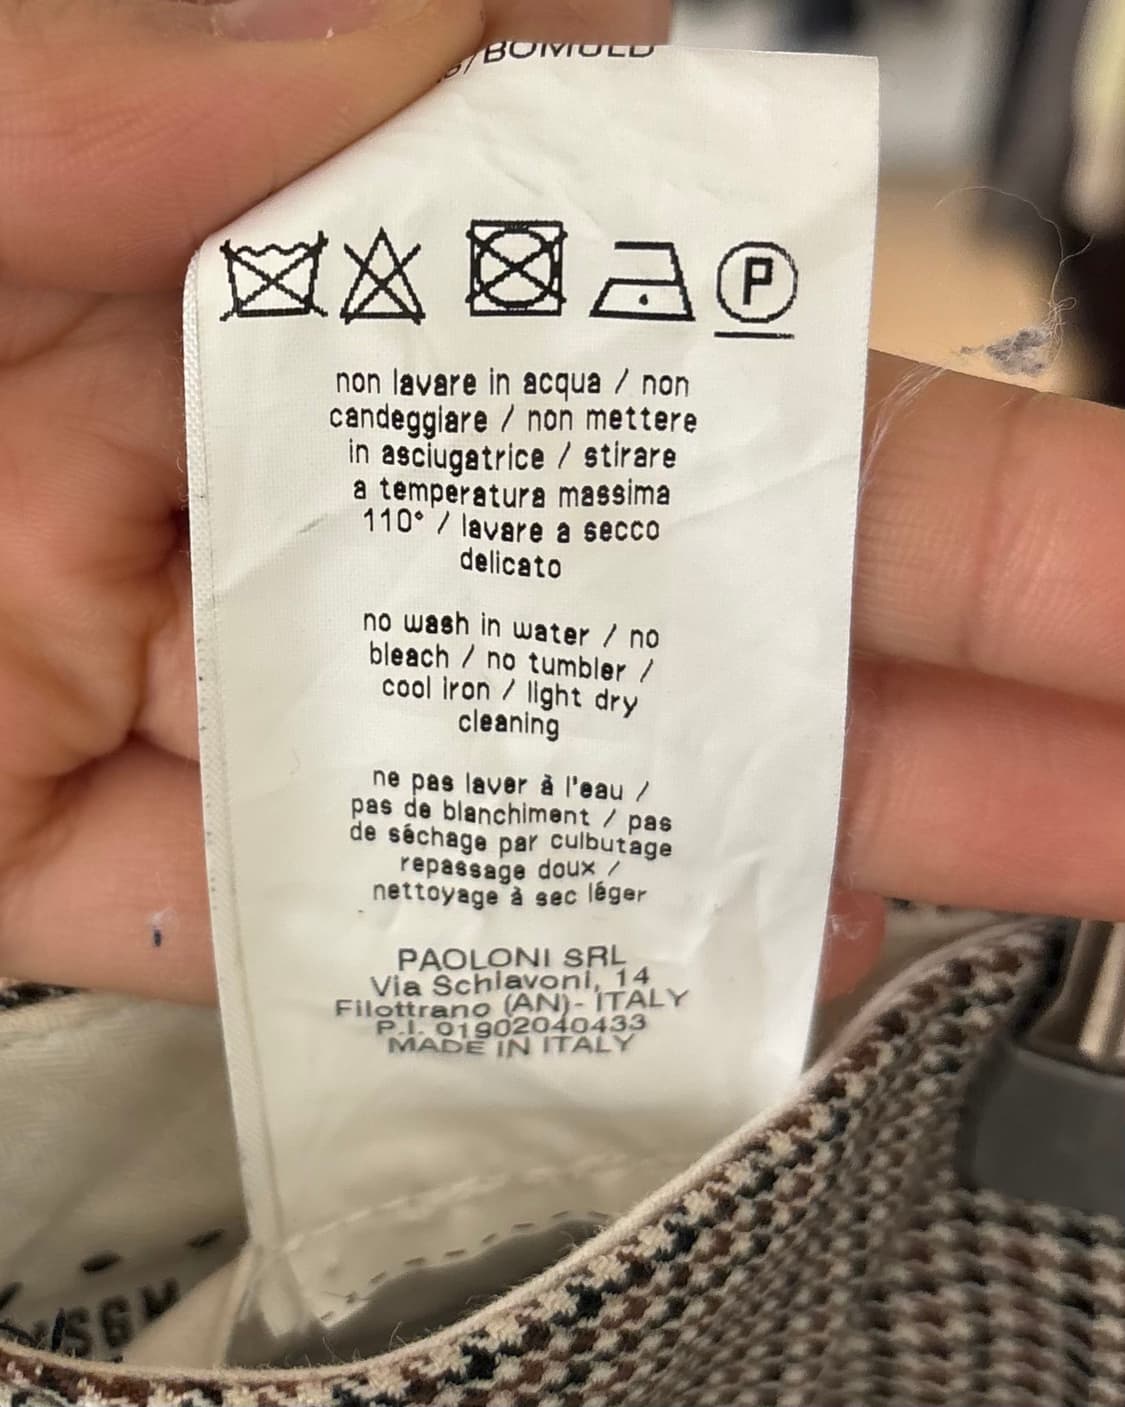 /BOMULD
P
non lavare in acqua / non
candeggiare / non mettere
in asciugatrice / stirare
a temperatura massima
110° / lavare a secco
delicato
no wash in water / no
bleach / no tumbler /
cool iron / light dry
cleaning
ne pas laver à l'eau /
pas de blanchiment / pas
de séchage par culbutage
repassage doux /
nettoyage à sec léger
PAOLONI SRL
Via Schiavoni, 14
Filottrano (AN)- ITALY
P.I. 01902040433
MADE IN ITALY